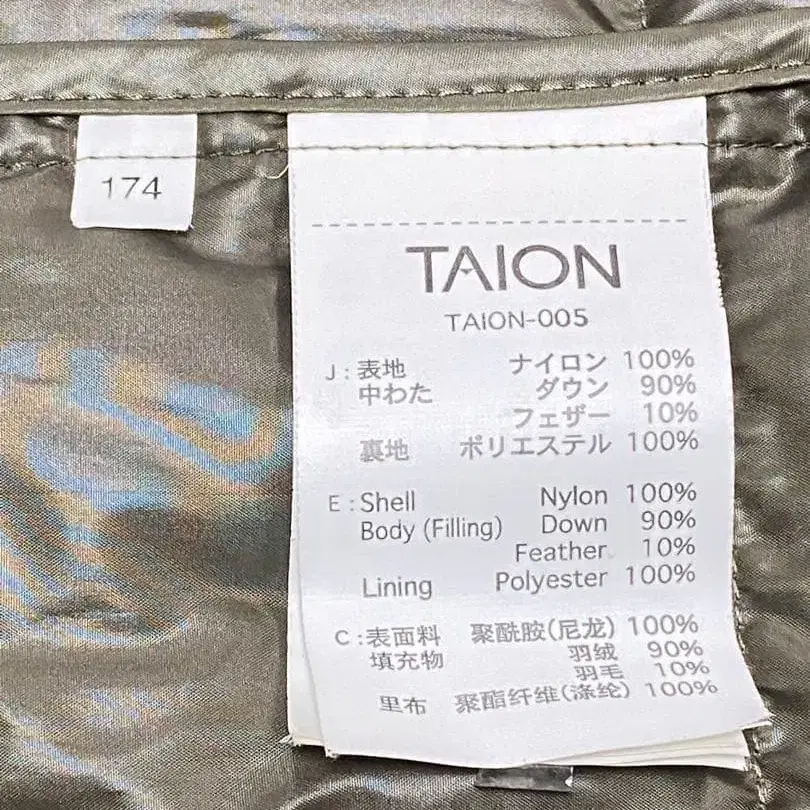 174
TAION
TAION-005
J : 表地 ナイロン 100%
中わた ダウン 90%
フェザー 10%
裏地 ポリエステル 100%
E : Shell Nylon 100%
Body (Filling) Down 90%
Feather 10%
Lining Polyester 100%
C : 表面料 聚酰胺(尼龙) 100%
填充物 羽绒 90%
羽毛 10%
里布 聚酯纤维(涤纶) 100%